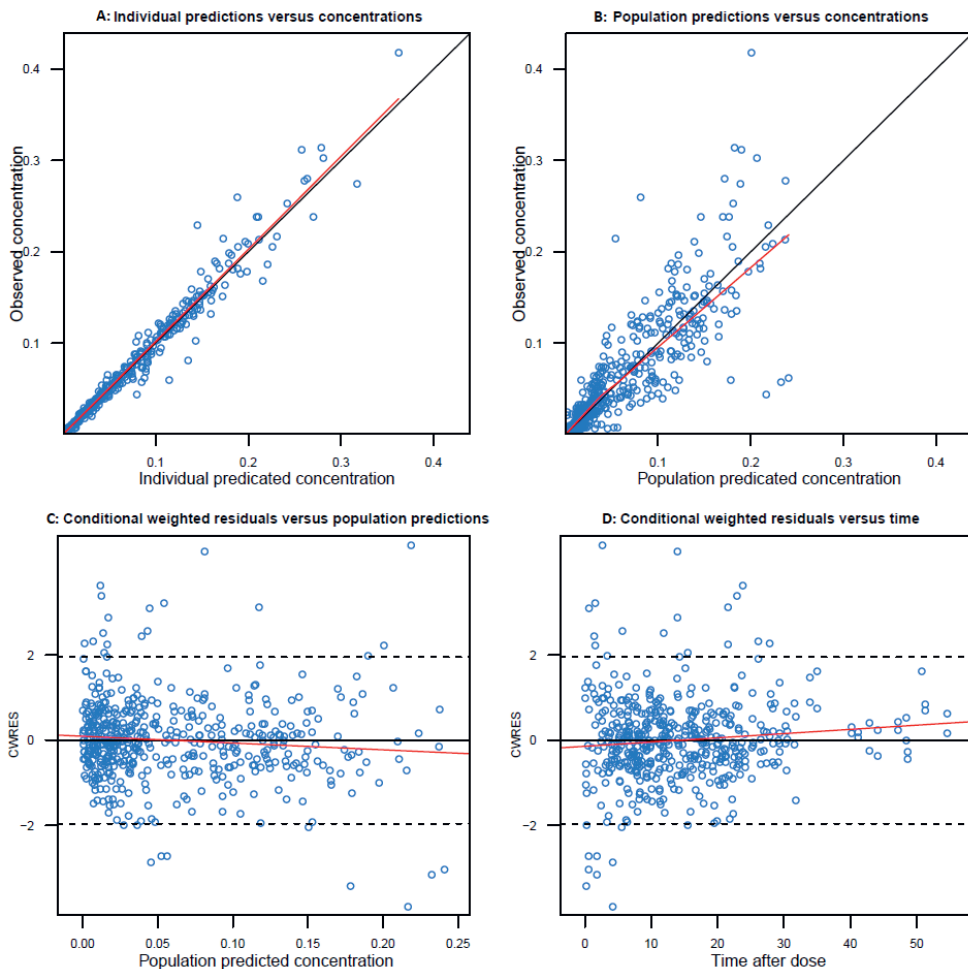 A: Individual predictions versus concentrations
B: Population predictions versus concentrations
Observed concentration
0.4
0.3
0.2
0.1
0.1 0.2 0.3 0.4
Individual predicated concentration
Observed concentration
0.4
0.3
0.2
0.1
0.1 0.2 0.3 0.4
Population predicated concentration
C: Conditional weighted residuals versus population predictions
D: Conditional weighted residuals versus time
CWRES
2
0
−2
0.00 0.05 0.10 0.15 0.20 0.25
Population predicted concentration
CWRES
2
0
−2
0 10 20 30 40 50
Time after dose